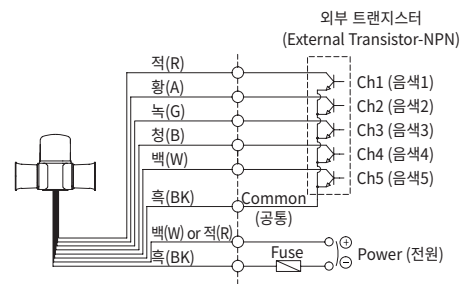 외부 트랜지스터
(External Transistor-NPN)
적(R)
Ch1 (음색1)
황(A)
Ch2 (음색2)
녹(G)
Ch3 (음색3)
청(B)
Ch4 (음색4)
백(W)
Ch5 (음색5)
흑(BK)
Common
(공통)
백(W) or 적(R)
흑(BK)
Fuse
⊕
⊖
Power (전원)